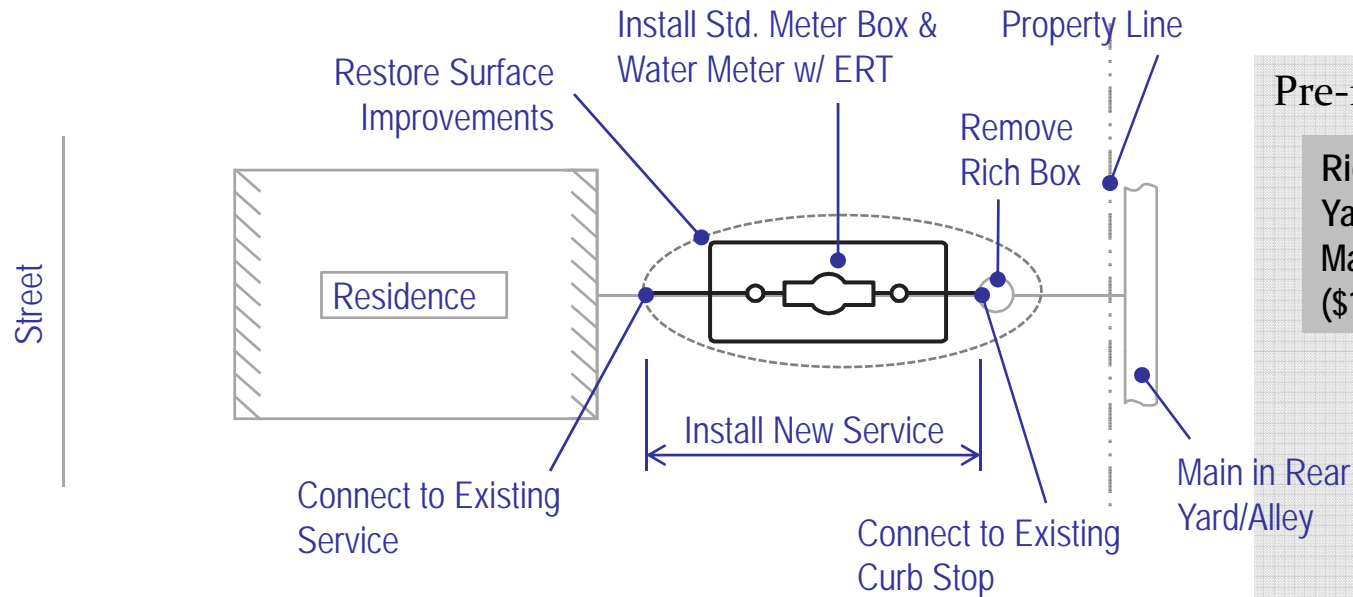 Install Std. Meter Box &
Water Meter w/ ERT
Property Line
Restore Surface
Improvements
Remove
Rich Box
Street
Residence
Install New Service
Connect to Existing
Service
Connect to Existing
Curb Stop
Main in Rear
Yard/Alley